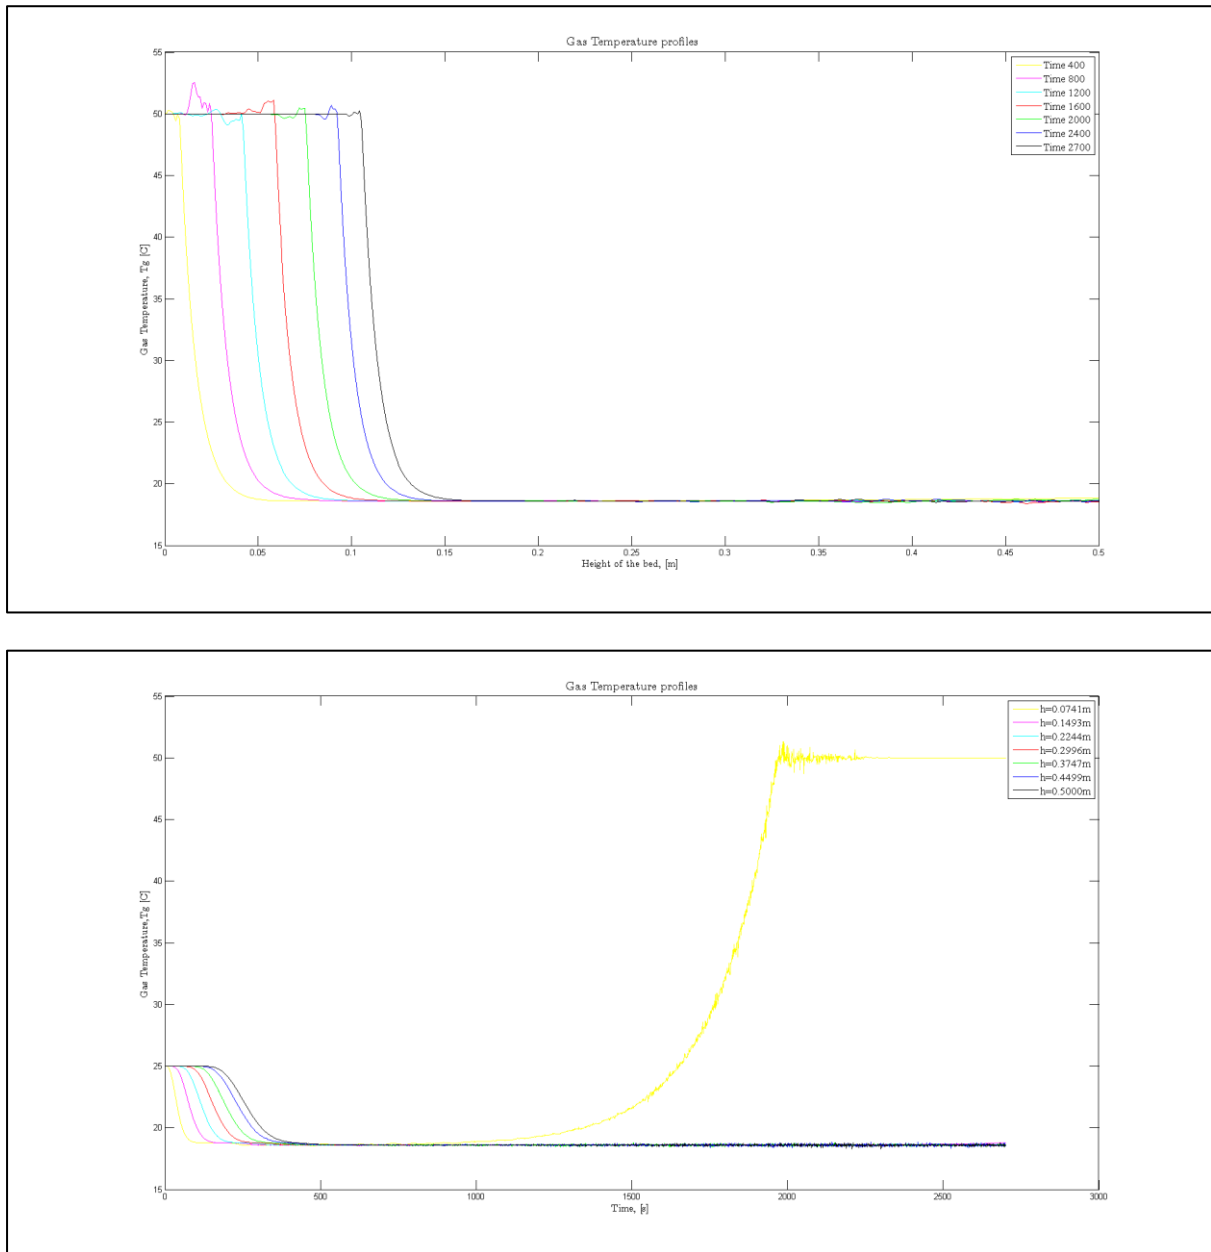 Gas Temperature profiles
55
50
45
40
35
30
25
20
15
Gas Temperature, Tg [C]
0
0.05
0.1
0.15
0.2
0.25
0.3
0.35
0.4
0.45
0.5
Height of the bed, [m]
Time 400
Time 800
Time 1200
Time 1600
Time 2000
Time 2400
Time 2700
Gas Temperature profiles
55
50
45
40
35
30
25
20
15
Gas Temperature,Tg [C]
0
500
1000
1500
2000
2500
3000
Time, [s]
h=0.0741m
h=0.1493m
h=0.2244m
h=0.2996m
h=0.3747m
h=0.4499m
h=0.5000m